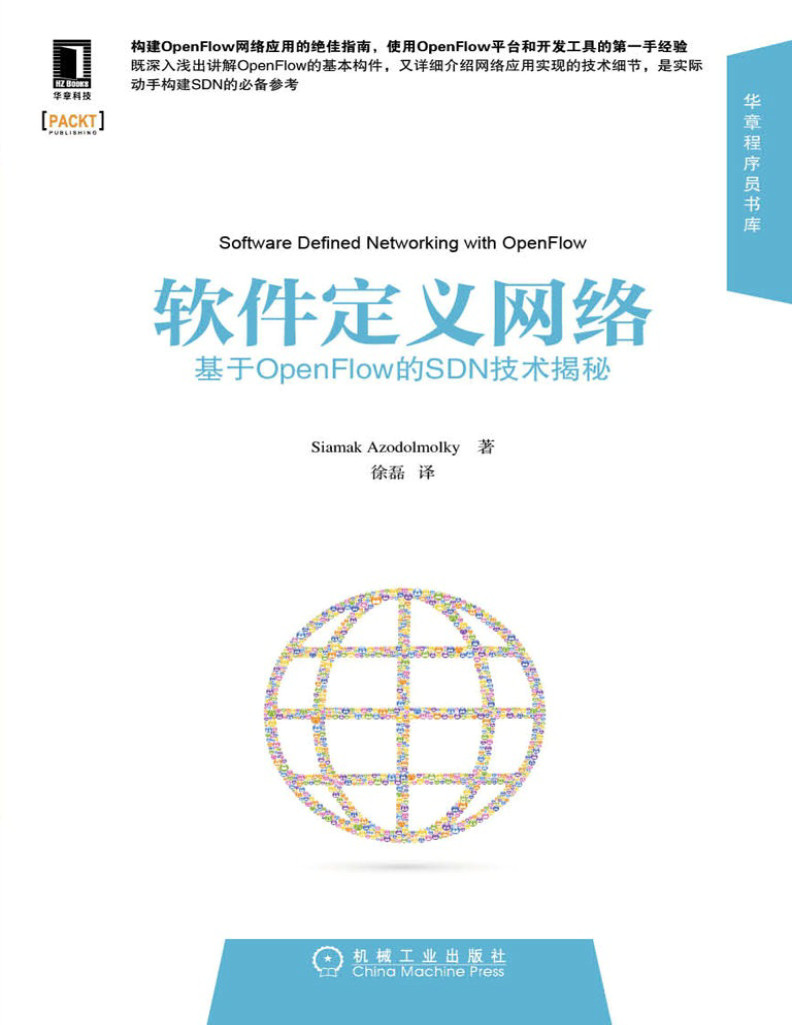 构建OpenFlow网络应用的绝佳指南，使用OpenFlow平台和开发工具的第一手经验
既深入浅出讲解OpenFlow的基本构件，又详细介绍网络应用实现的技术细节，是实际
动手构建SDN的必备参考
HZ Books
华章科技
[PACKT]
PUBLISHING
华章程序员书库
Software Defined Networking with OpenFlow
软件定义网络
基于OpenFlow的SDN技术揭秘
Siamak Azodolmolky 著
徐磊 译
机械工业出版社
China Machine Press